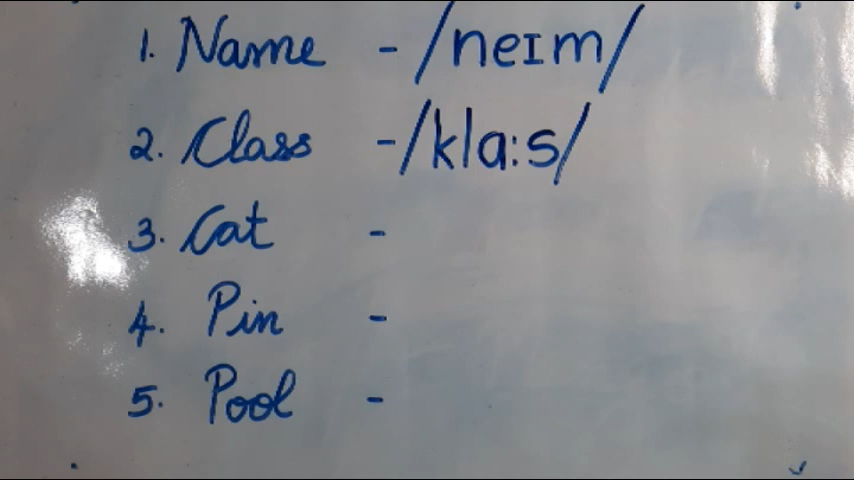 1. Name - /neɪm/
2. Class - /kla:s/
3. Cat -
4. Pin -
5. Pool -